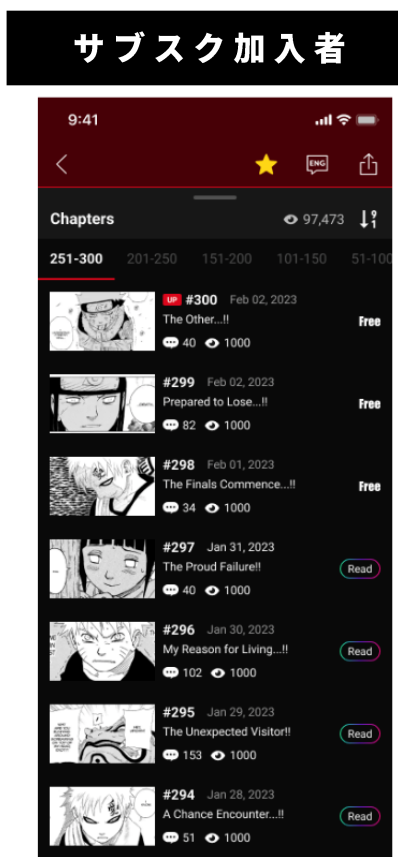 サブスク加入者
9:41
ENG
Chapters 97,473
251-300 201-250 151-200 101-150 51-100
UP #300 Feb 02, 2023
The Other...!!
Free
40 1000
#299 Feb 02, 2023
Prepared to Lose...!!
Free
82 1000
#298 Feb 01, 2023
The Finals Commence...!!
Free
34 1000
#297 Jan 31, 2023
The Proud Failure!!
Read
40 1000
#296 Jan 30, 2023
My Reason for Living...!!
Read
102 1000
#295 Jan 29, 2023
The Unexpected Visitor!!
Read
153 1000
#294 Jan 28, 2023
A Chance Encounter...!!
Read
51 1000